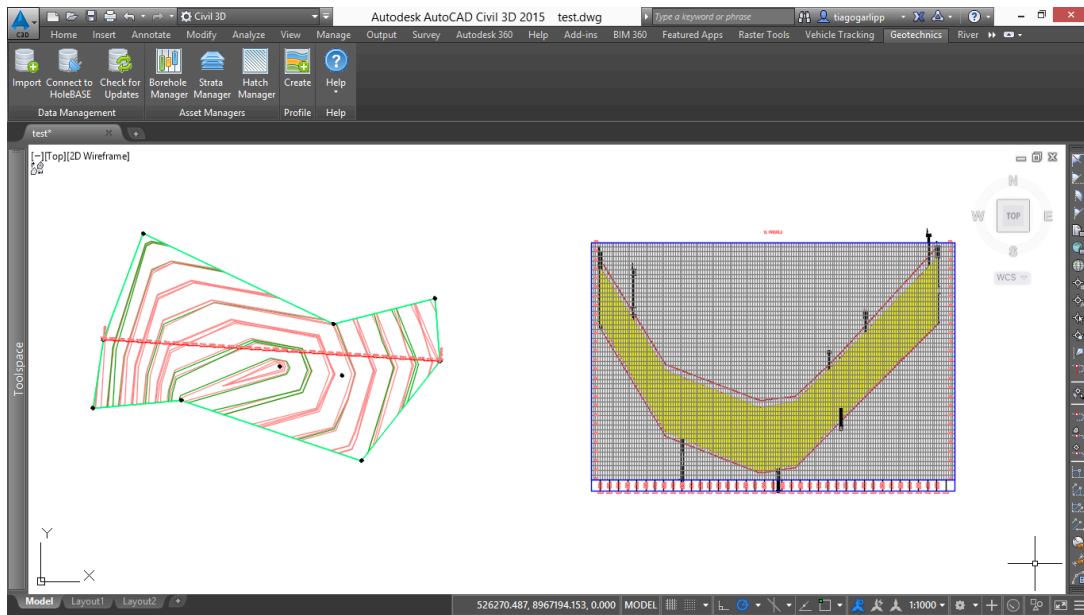 Civil 3D Autodesk AutoCAD Civil 3D 2015 test.dwg Type a keyword or phrase tiagogarlipp
C3D Home Insert Annotate Modify Analyze View Manage Output Survey Autodesk 360 Help Add-ins BIM 360 Featured Apps Raster Tools Vehicle Tracking Geotechnics River
Import Connect to Check for Borehole Strata Hatch Create Help
HoleBASE Updates Manager Manager Manager
Data Management Asset Managers Profile Help
test*
[−][Top][2D Wireframe]
N
W TOP E
S
WCS
Toolspace
Y
X
Model Layout1 Layout2 + 526270.487, 8967194.153, 0.000 MODEL 1:1000